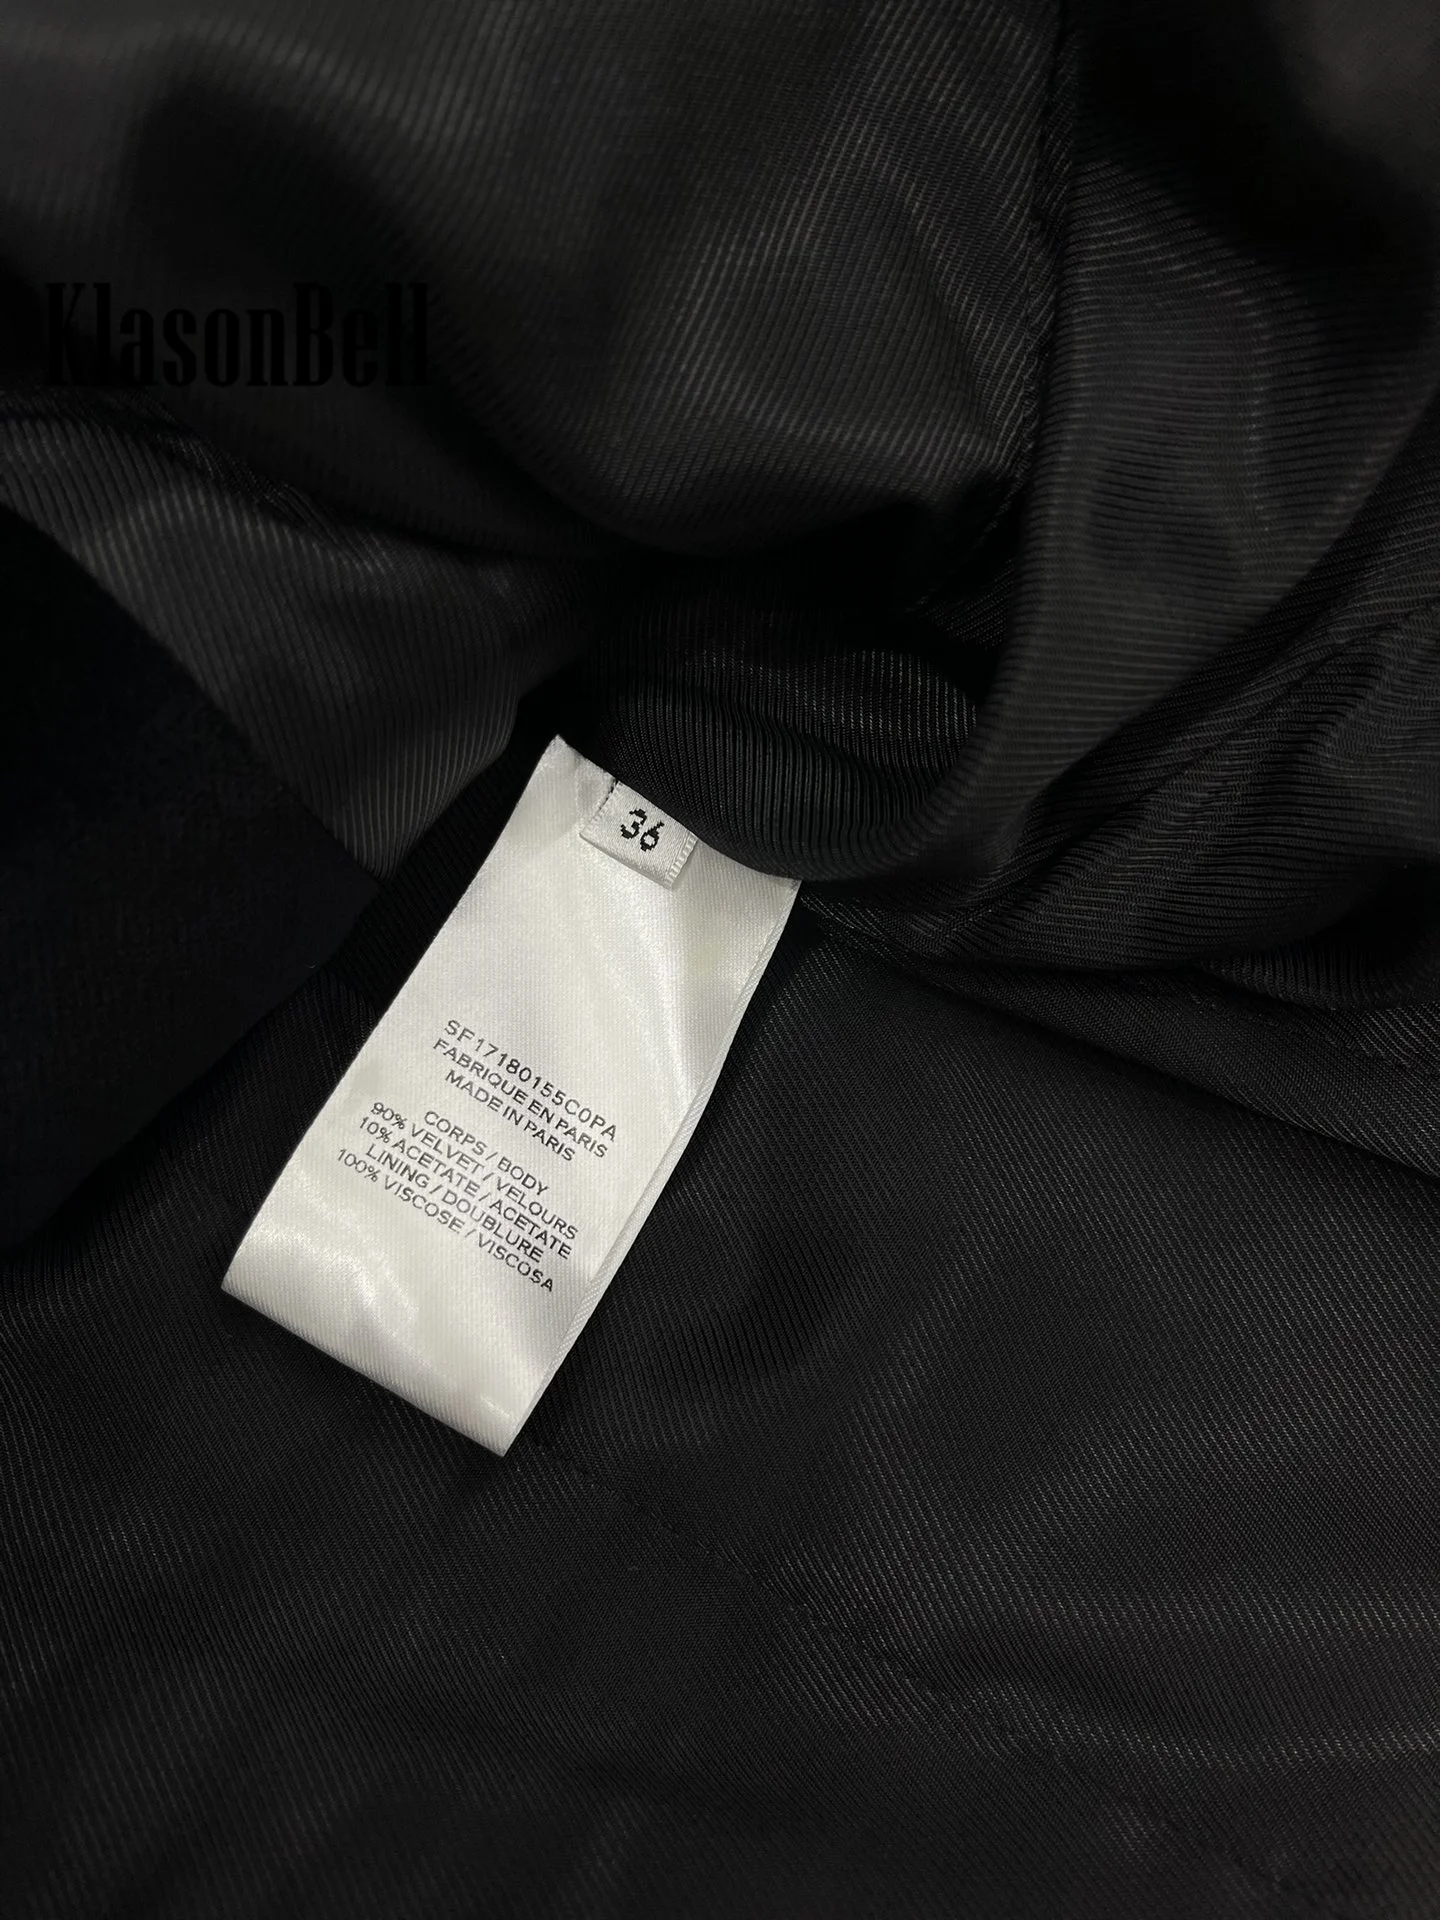 KlasonBell
36
SF17180155C0PA
FABRIQUE EN PARIS
MADE IN PARIS
CORPS / BODY
90% VELVET / VELOURS
10% ACETATE / ACETATE
LINING / DOUBLURE
100% VISCOSE / VISCOSA